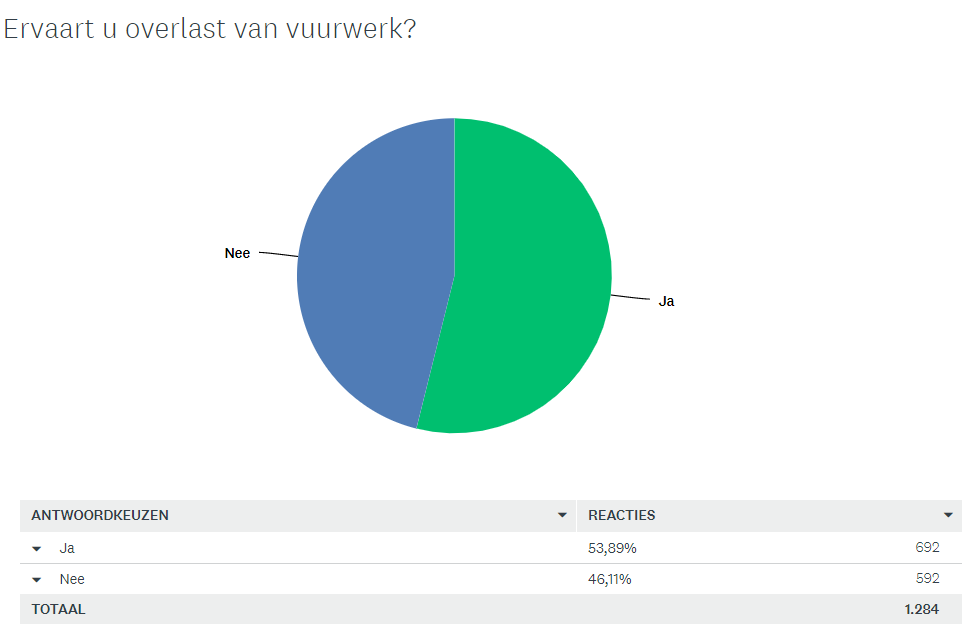 Ervaart u overlast van vuurwerk?
Nee
Ja
ANTWOORDKEUZEN REACTIES
Ja 53,89% 692
Nee 46,11% 592
TOTAAL 1.284